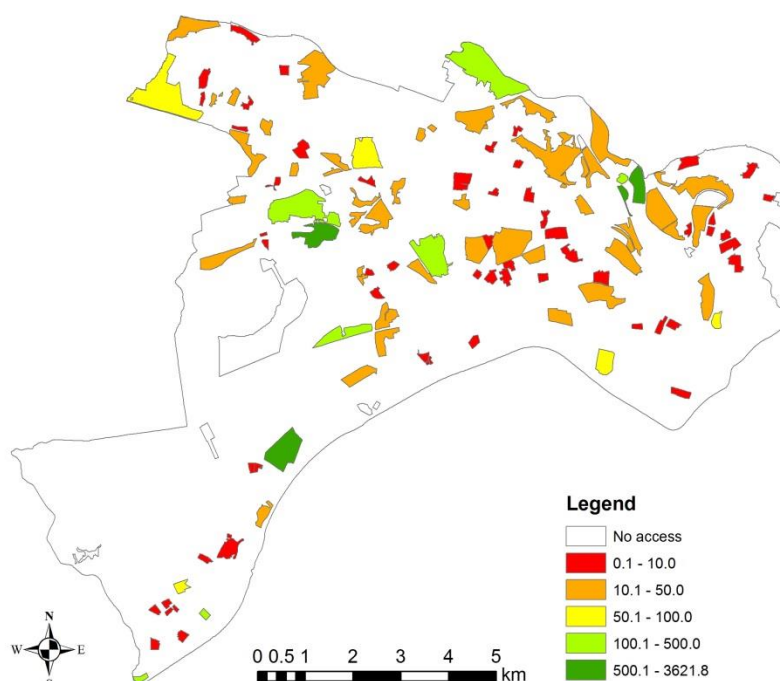 Legend
No access
0.1 - 10.0
10.1 - 50.0
50.1 - 100.0
100.1 - 500.0
500.1 - 3621.8
N
W E
S
0 0.5 1 2 3 4 5
km